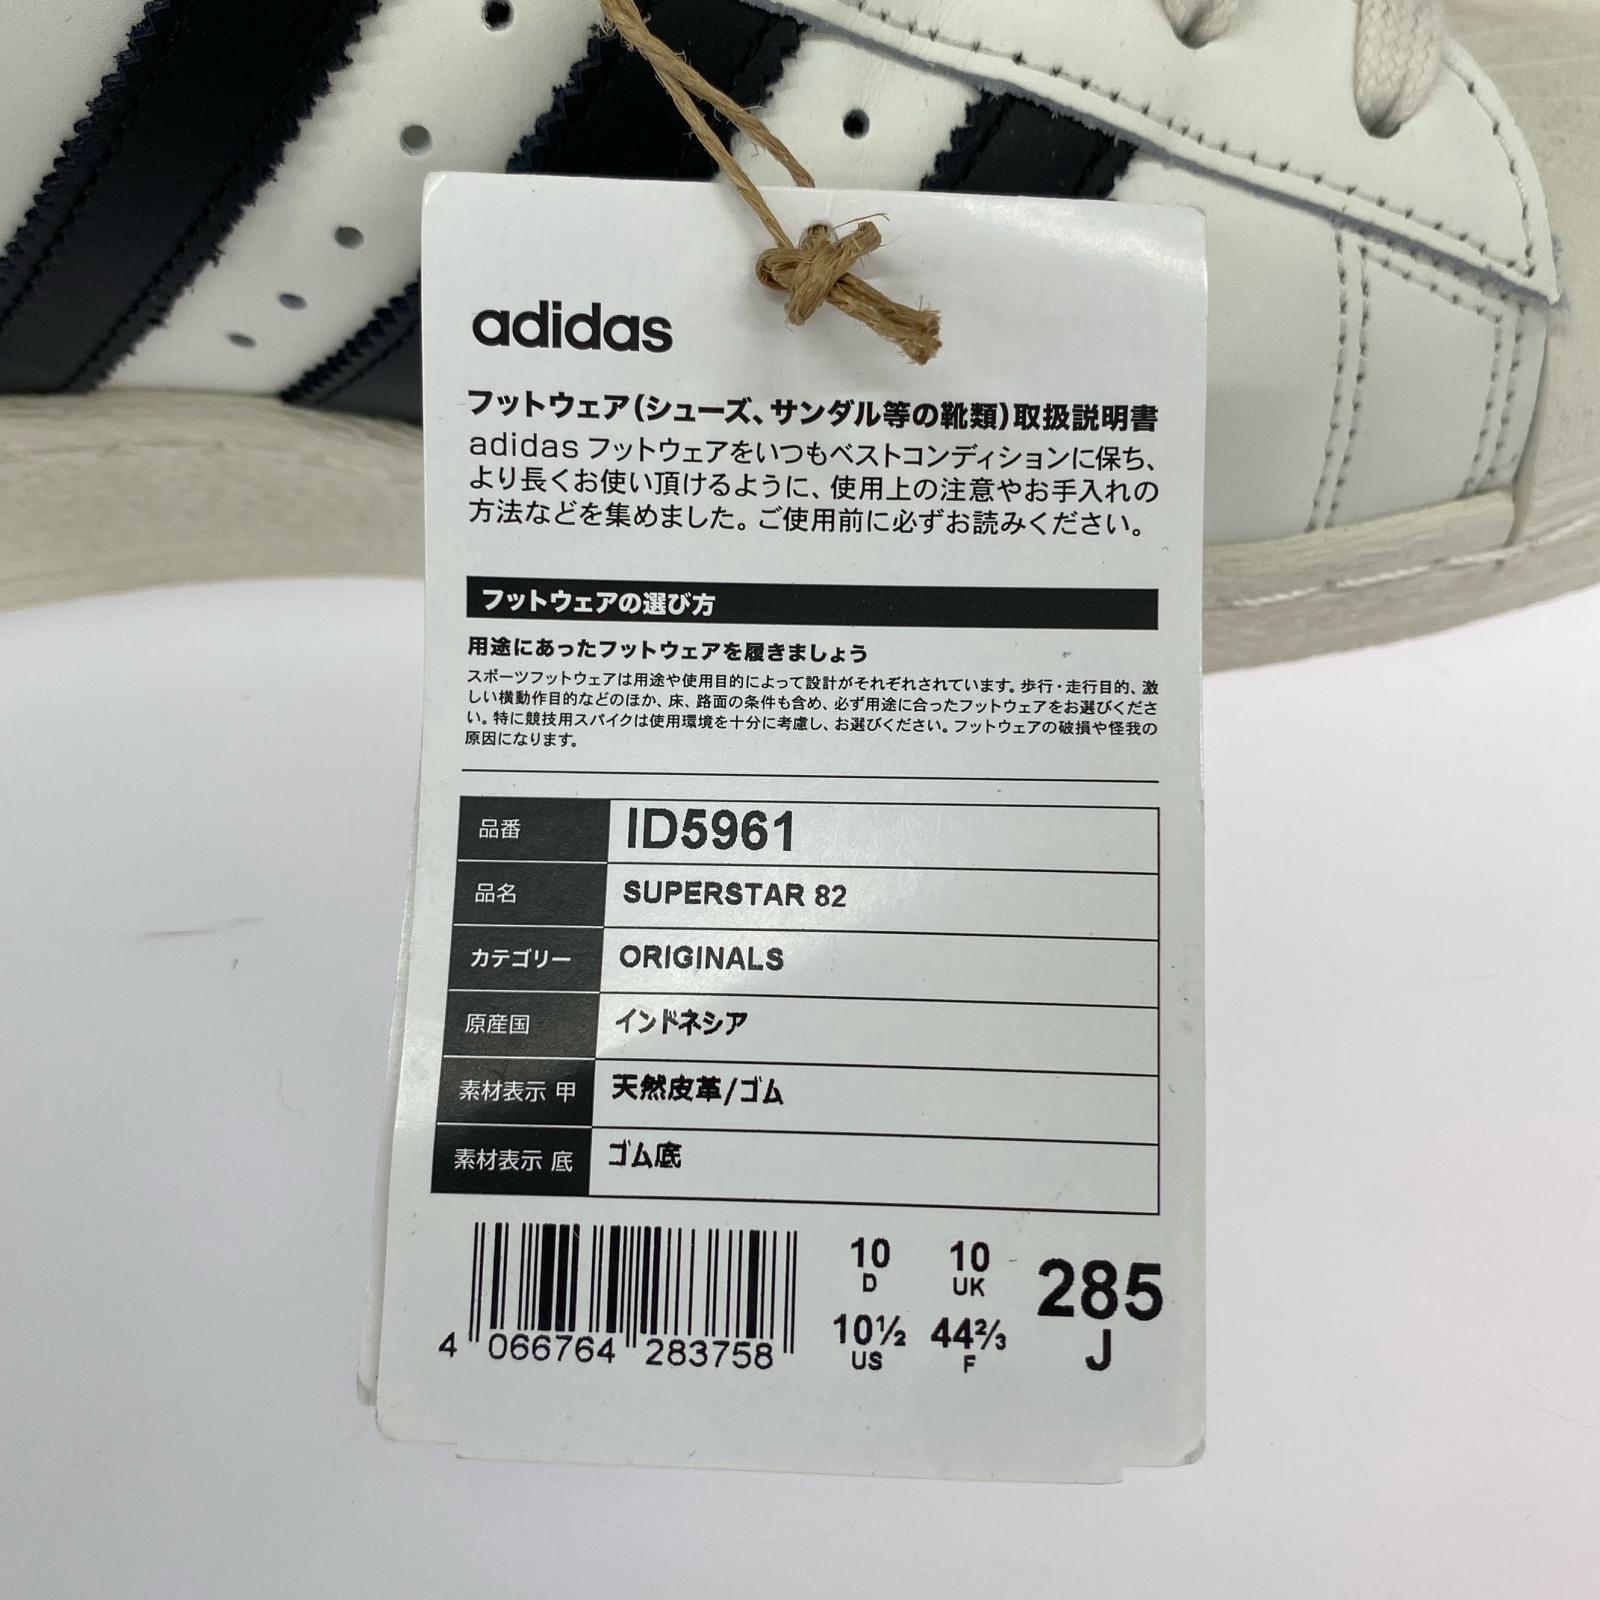 adidas
フットウェア(シューズ、サンダル等の靴類)取扱説明書
adidas フットウェアをいつもベストコンディションに保ち、
より長くお使い頂けるように、使用上の注意やお手入れの
方法などを集めました。ご使用前に必ずお読みください。
フットウェアの選び方
用途にあったフットウェアを履きましょう
スポーツフットウェアは用途や使用目的によって設計がそれぞれされています。歩行・走行目的、激
しい横動作目的などのほか、床、路面の条件も含め、必ず用途に合ったフットウェアをお選びくださ
い。特に競技用スパイクは使用環境を十分に考慮し、お選びください。フットウェアの破損や怪我の
原因になります。
品番 ID5961
品名 SUPERSTAR 82
カテゴリー ORIGINALS
原産国 インドネシア
素材表示 甲 天然皮革/ゴム
素材表示 底 ゴム底
10 10 285
D UK J
10½ 44⅔
US F
4 066764 283758